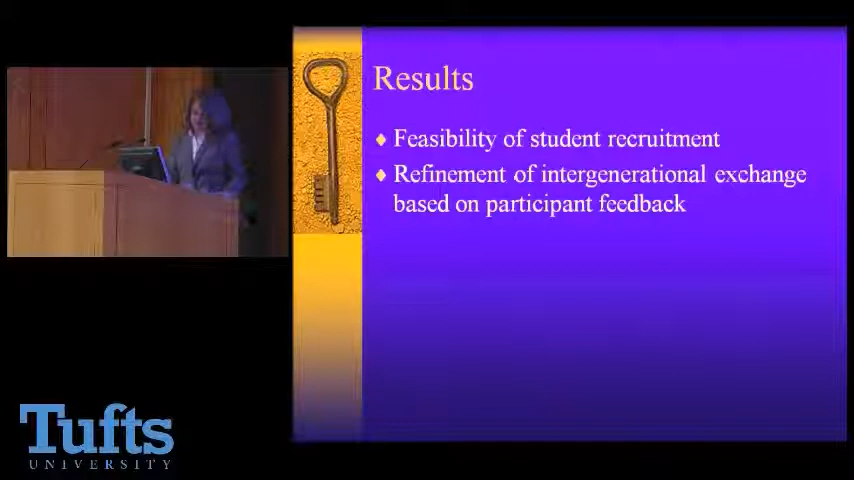 Results
Feasibility of student recruitment
Refinement of intergenerational exchange
based on participant feedback
Tufts
UNIVERSITY